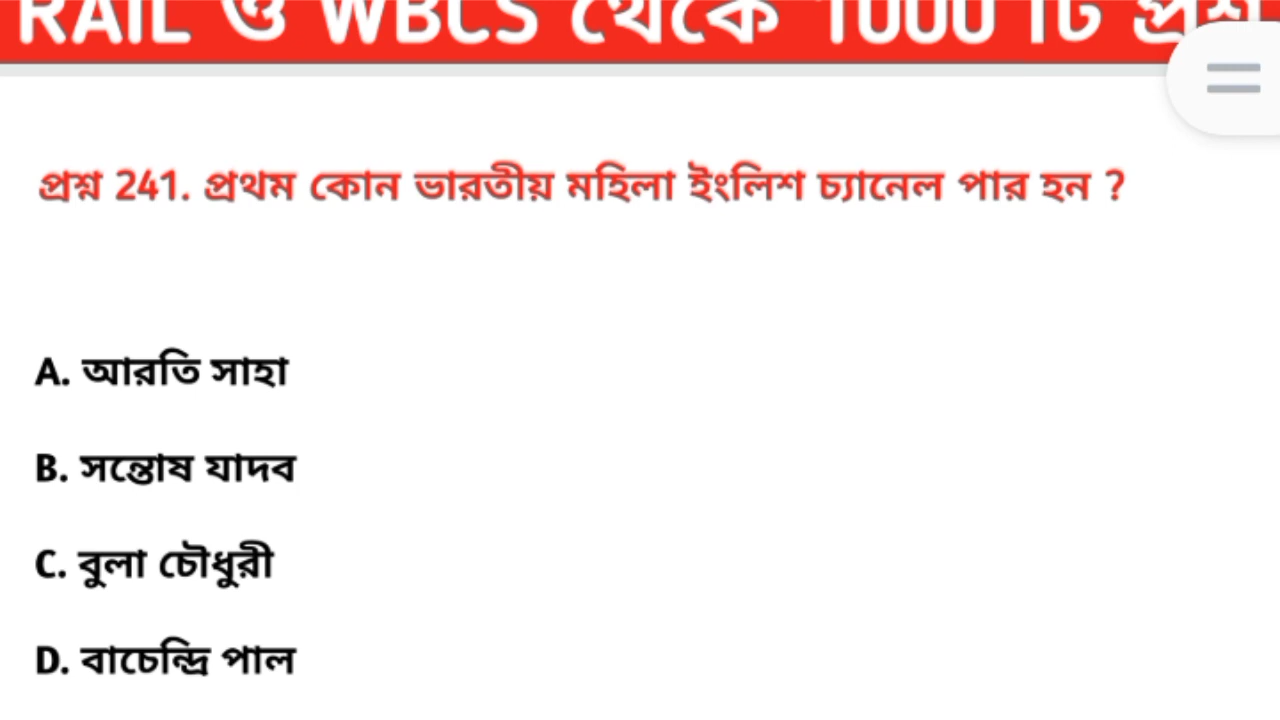 RAIL ও WBCS থেকে 1000 টি প্রশ্ন
প্রশ্ন 241. প্রথম কোন ভারতীয় মহিলা ইংলিশ চ্যানেল পার হন ?
A. আরতি সাহা
B. সন্তোষ যাদব
C. বুলা চৌধুরী
D. বাচেন্দ্রি পাল